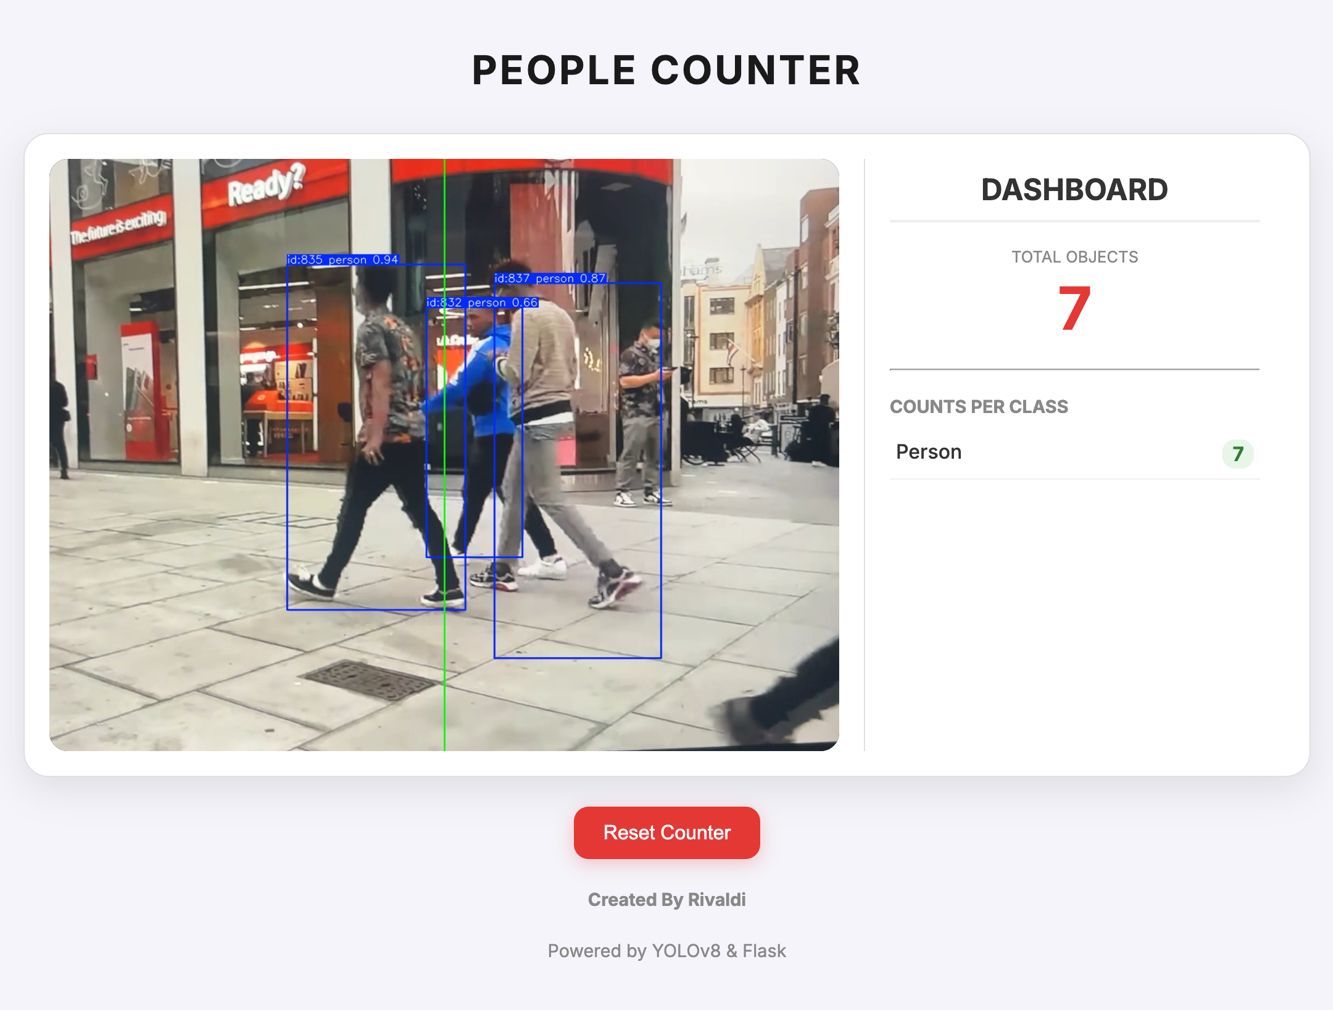 PEOPLE COUNTER
The future is exciting.
Ready?
id:835 person 0.94
id:837 person 0.87
id:832 person 0.66
DASHBOARD
TOTAL OBJECTS
7
COUNTS PER CLASS
Person 7
Reset Counter
Created By Rivaldi
Powered by YOLOv8 & Flask